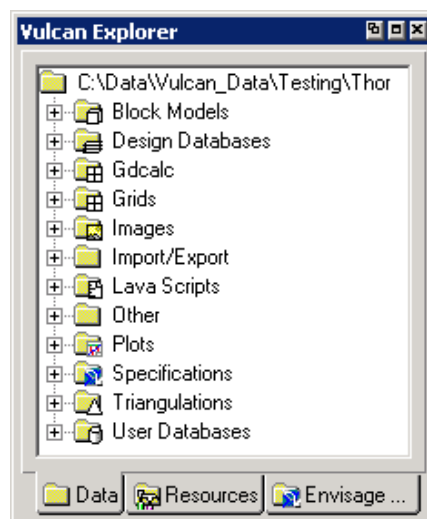 Vulcan Explorer
C:\Data\Vulcan_Data\Testing\Thor
Block Models
Design Databases
Gdcalc
Grids
Images
Import/Export
Lava Scripts
Other
Plots
Specifications
Triangulations
User Databases
Data Resources Envisage ...